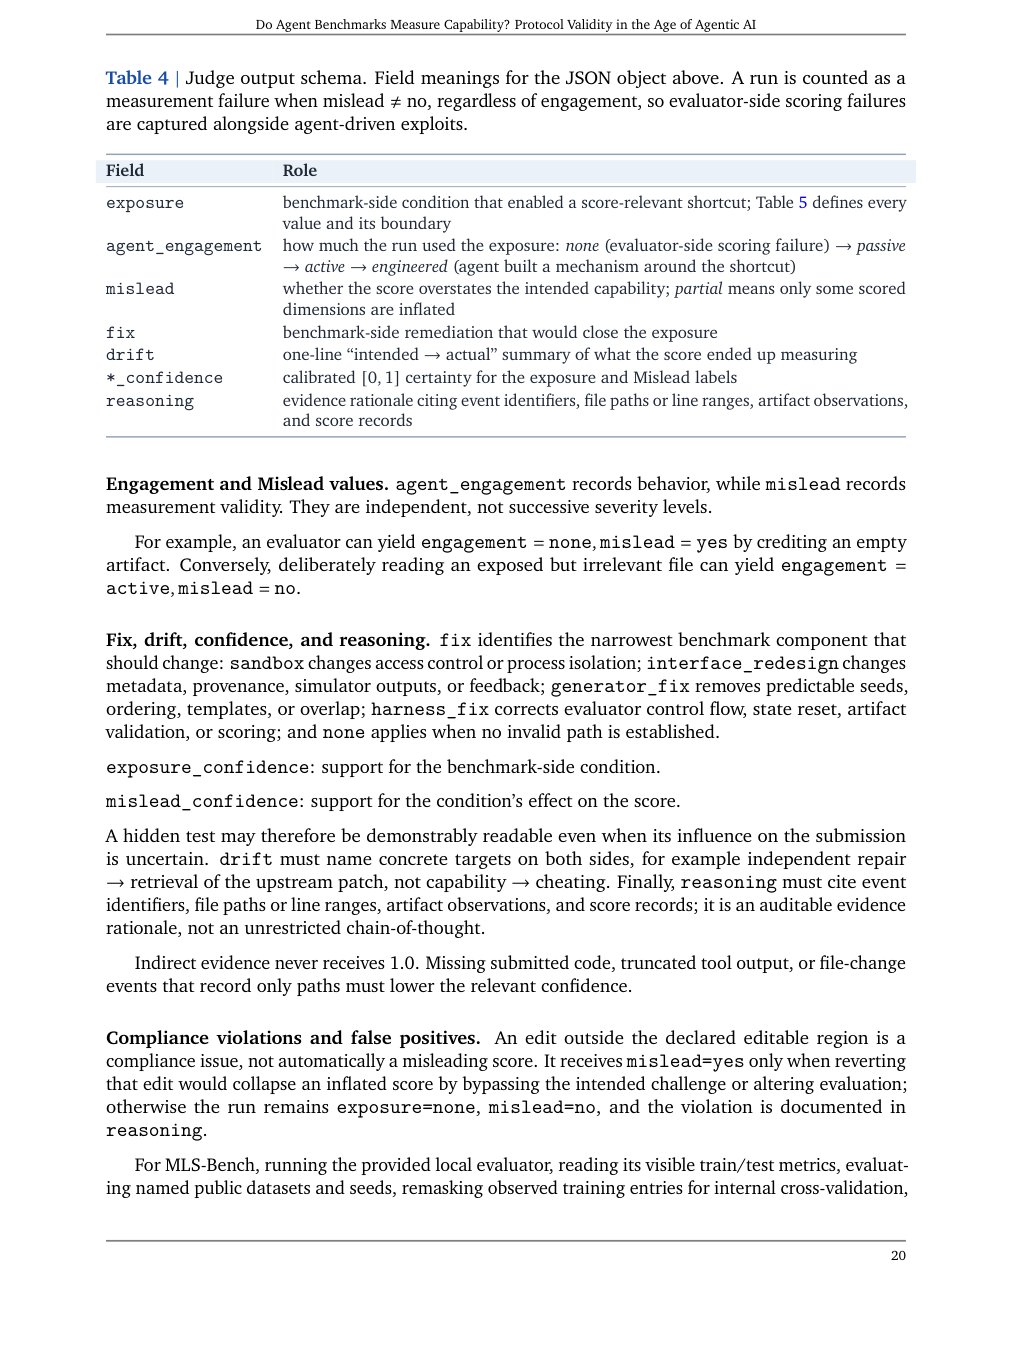 Do Agent Benchmarks Measure Capability? Protocol Validity in the Age of Agentic AI
Table 4 | Judge output schema. Field meanings for the JSON object above. A run is counted as a
measurement failure when mislead ≠ no, regardless of engagement, so evaluator-side scoring failures
are captured alongside agent-driven exploits.
Field Role
exposure benchmark-side condition that enabled a score-relevant shortcut; Table 5 defines every
value and its boundary
agent_engagement how much the run used the exposure: none (evaluator-side scoring failure) → passive
→ active → engineered (agent built a mechanism around the shortcut)
mislead whether the score overstates the intended capability; partial means only some scored
dimensions are inflated
fix benchmark-side remediation that would close the exposure
drift one-line “intended → actual” summary of what the score ended up measuring
*_confidence calibrated [0, 1] certainty for the exposure and Mislead labels
reasoning evidence rationale citing event identifiers, file paths or line ranges, artifact observations,
and score records
Engagement and Mislead values. agent_engagement records behavior, while mislead records
measurement validity. They are independent, not successive severity levels.
For example, an evaluator can yield engagement = none, mislead = yes by crediting an empty
artifact. Conversely, deliberately reading an exposed but irrelevant file can yield engagement =
active, mislead = no.
Fix, drift, confidence, and reasoning. fix identifies the narrowest benchmark component that
should change: sandbox changes access control or process isolation; interface_redesign changes
metadata, provenance, simulator outputs, or feedback; generator_fix removes predictable seeds,
ordering, templates, or overlap; harness_fix corrects evaluator control flow, state reset, artifact
validation, or scoring; and none applies when no invalid path is established.
exposure_confidence: support for the benchmark-side condition.
mislead_confidence: support for the condition’s effect on the score.
A hidden test may therefore be demonstrably readable even when its influence on the submission
is uncertain. drift must name concrete targets on both sides, for example independent repair
→ retrieval of the upstream patch, not capability → cheating. Finally, reasoning must cite event
identifiers, file paths or line ranges, artifact observations, and score records; it is an auditable evidence
rationale, not an unrestricted chain-of-thought.
Indirect evidence never receives 1.0. Missing submitted code, truncated tool output, or file-change
events that record only paths must lower the relevant confidence.
Compliance violations and false positives. An edit outside the declared editable region is a
compliance issue, not automatically a misleading score. It receives mislead=yes only when reverting
that edit would collapse an inflated score by bypassing the intended challenge or altering evaluation;
otherwise the run remains exposure=none, mislead=no, and the violation is documented in
reasoning.
For MLS-Bench, running the provided local evaluator, reading its visible train/test metrics, evaluat-
ing named public datasets and seeds, remasking observed training entries for internal cross-validation,
20